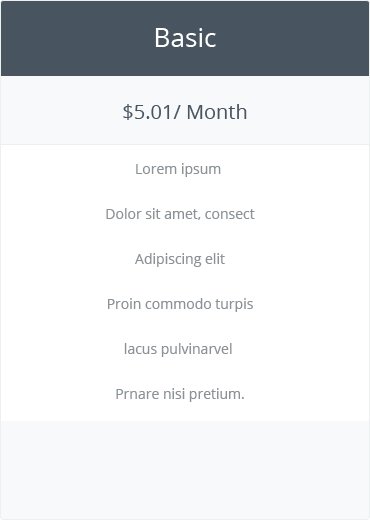 Basic
$5.01/ Month
Lorem ipsum
Dolor sit amet, consect
Adipiscing elit
Proin commodo turpis
lacus pulvinarvel
Prnare nisi pretium.